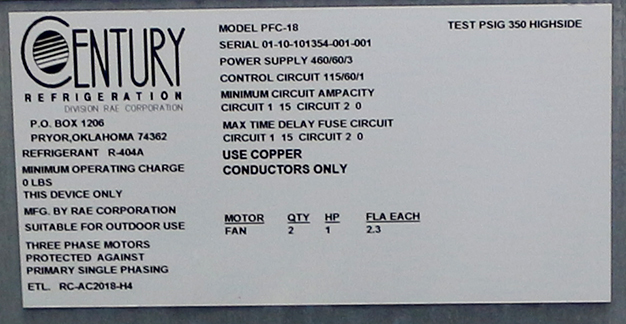 CENTURY
REFRIGERATION
DIVISION RAE CORPORATION
P.O. BOX 1206
PRYOR,OKLAHOMA 74362
REFRIGERANT R-404A
MINIMUM OPERATING CHARGE
0 LBS
THIS DEVICE ONLY
MFG. BY RAE CORPORATION
SUITABLE FOR OUTDOOR USE
THREE PHASE MOTORS
PROTECTED AGAINST
PRIMARY SINGLE PHASING
ETL. RC-AC2018-H4
MODEL PFC-18
SERIAL 01-10-101354-001-001
POWER SUPPLY 460/60/3
CONTROL CIRCUIT 115/60/1
MINIMUM CIRCUIT AMPACITY
CIRCUIT 1 15 CIRCUIT 2 0
MAX TIME DELAY FUSE CIRCUIT
CIRCUIT 1 15 CIRCUIT 2 0
USE COPPER
CONDUCTORS ONLY
MOTOR QTY HP FLA EACH
FAN 2 1 2.3
TEST PSIG 350 HIGHSIDE